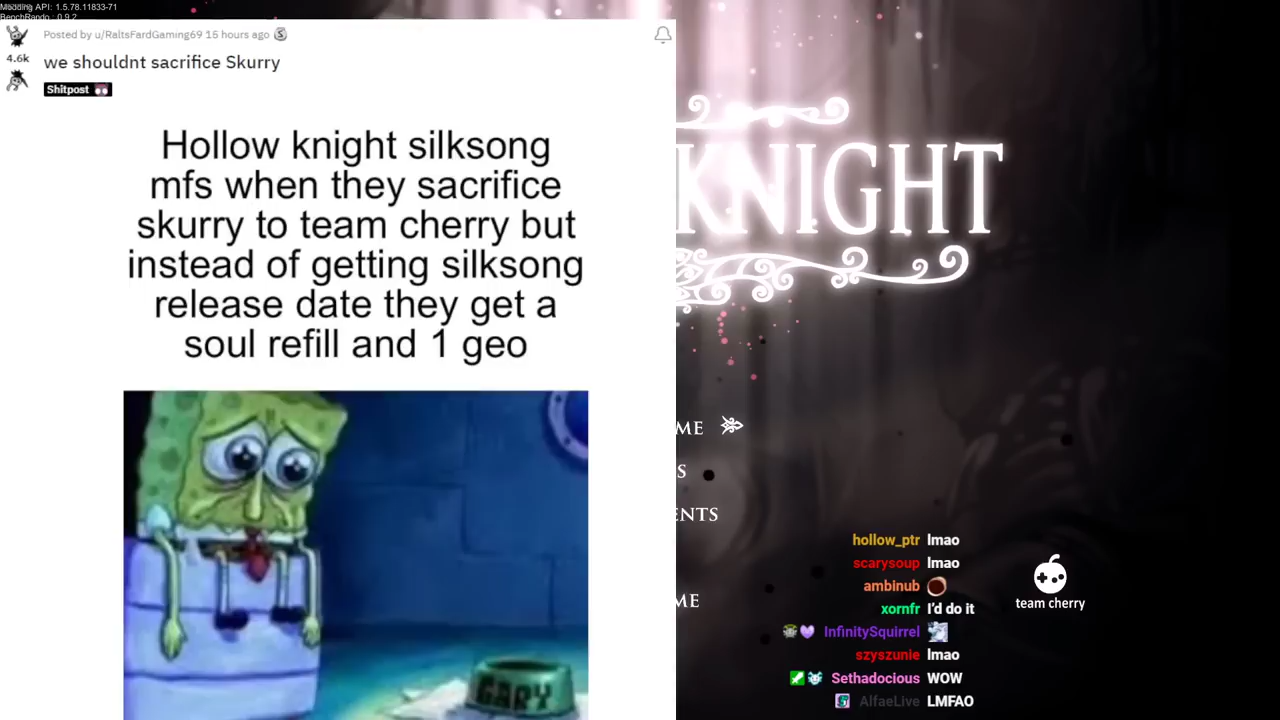 Modding API: 1.5.78.11833-71
BenchRando : 0.9.2
Posted by u/RaltsFardGaming69 15 hours ago
4.6k
we shouldnt sacrifice Skurry
Shitpost
Hollow knight silksong
mfs when they sacrifice
skurry to team cherry but
instead of getting silksong
release date they get a
soul refill and 1 geo
GARY
KNIGHT
ME
S
ENTS
ME
hollow_ptr lmao
scarysoup lmao
ambinub
xornfr I'd do it
InfinitySquirrel
szyszunie lmao
Sethadocious WOW
AlfaeLive LMFAO
team cherry